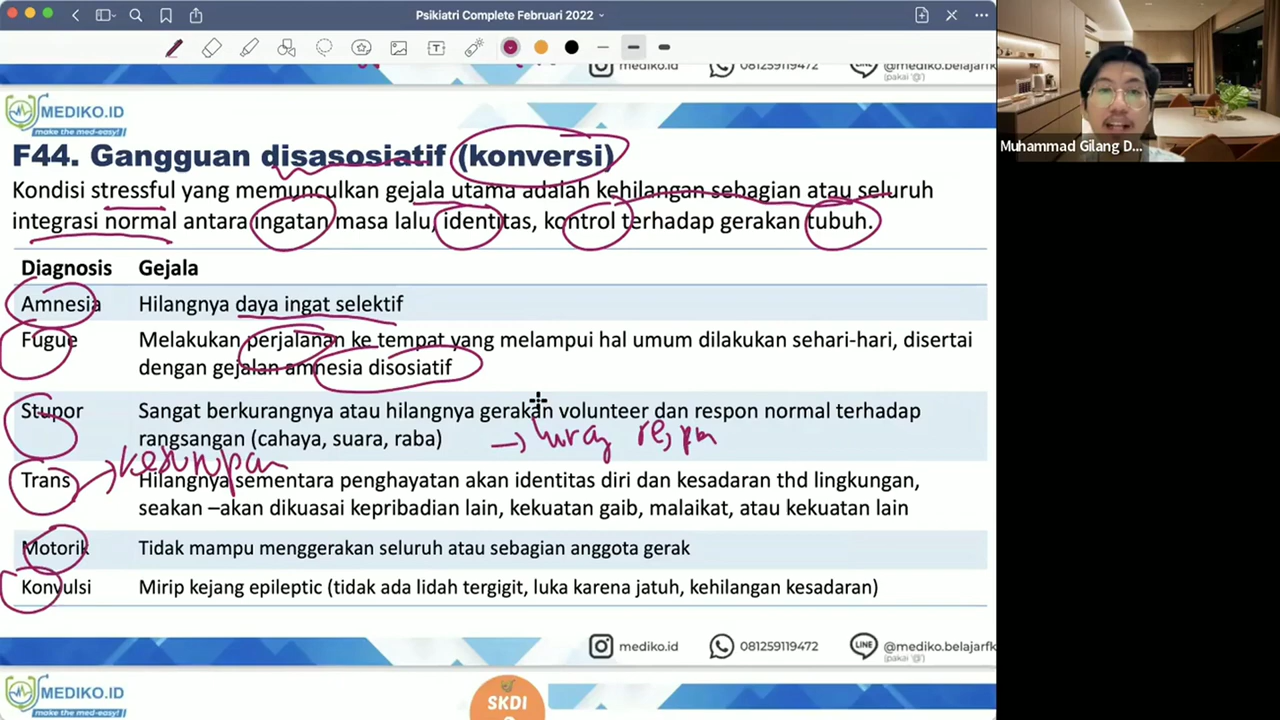 Psikiatri Complete Februari 2022
mediko.id
081259119472
@mediko.belajarfk
(pakai '@')
MEDIKO.ID
make the med-easy!
Muhammad Gilang D...
F44. Gangguan disasosiatif (konversi)
Kondisi stressful yang memunculkan gejala utama adalah kehilangan sebagian atau seluruh
integrasi normal antara ingatan masa lalu, identitas, kontrol terhadap gerakan tubuh.
Diagnosis Gejala
Amnesia Hilangnya daya ingat selektif
Fugue Melakukan perjalanan ke tempat yang melampui hal umum dilakukan sehari-hari, disertai
dengan gejalan amnesia disosiatif
Stupor Sangat berkurangnya atau hilangnya gerakan volunteer dan respon normal terhadap
rangsangan (cahaya, suara, raba)
kesurupan
Trans Hilangnya sementara penghayatan akan identitas diri dan kesadaran thd lingkungan,
seakan –akan dikuasai kepribadian lain, kekuatan gaib, malaikat, atau kekuatan lain
Motorik Tidak mampu menggerakan seluruh atau sebagian anggota gerak
Konvulsi Mirip kejang epileptic (tidak ada lidah tergigit, luka karena jatuh, kehilangan kesadaran)
mediko.id
081259119472
@mediko.belajarfk
(pakai '@')
MEDIKO.ID
make the med-easy!
SKDI